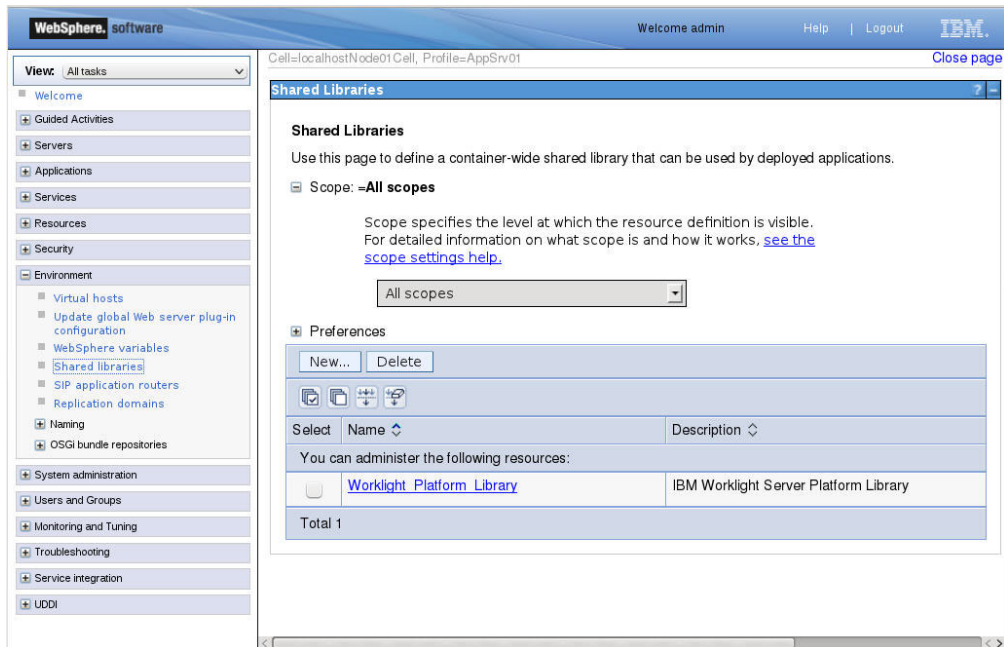 WebSphere. software
Welcome admin
Help | Logout
IBM.
View: All tasks
Welcome
Guided Activities
Servers
Applications
Services
Resources
Security
Environment
Virtual hosts
Update global Web server plug-in
configuration
WebSphere variables
Shared libraries
SIP application routers
Replication domains
Naming
OSGi bundle repositories
System administration
Users and Groups
Monitoring and Tuning
Troubleshooting
Service integration
UDDI
Cell=localhostNode01Cell, Profile=AppSrv01
Close page
Shared Libraries
? -
Shared Libraries
Use this page to define a container-wide shared library that can be used by deployed applications.
Scope: =All scopes
Scope specifies the level at which the resource definition is visible.
For detailed information on what scope is and how it works, see the
scope settings help.
All scopes
Preferences
New... Delete
Select Name Description
You can administer the following resources:
Worklight Platform Library IBM Worklight Server Platform Library
Total 1